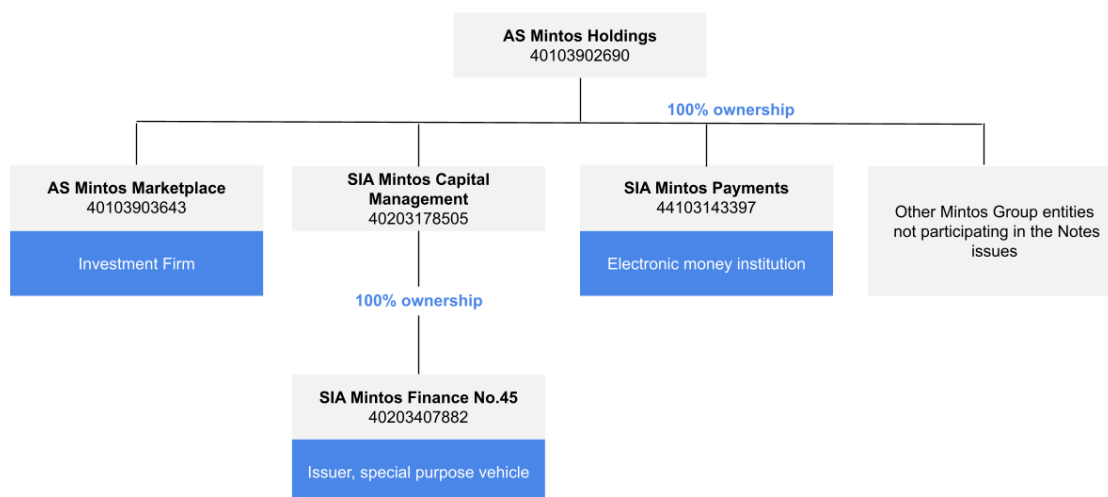 AS Mintos Holdings
40103902690
100% ownership
AS Mintos Marketplace
40103903643
Investment Firm
SIA Mintos Capital
Management
40203178505
SIA Mintos Payments
44103143397
Electronic money institution
Other Mintos Group entities
not participating in the Notes
issues
100% ownership
SIA Mintos Finance No.45
40203407882
Issuer, special purpose vehicle